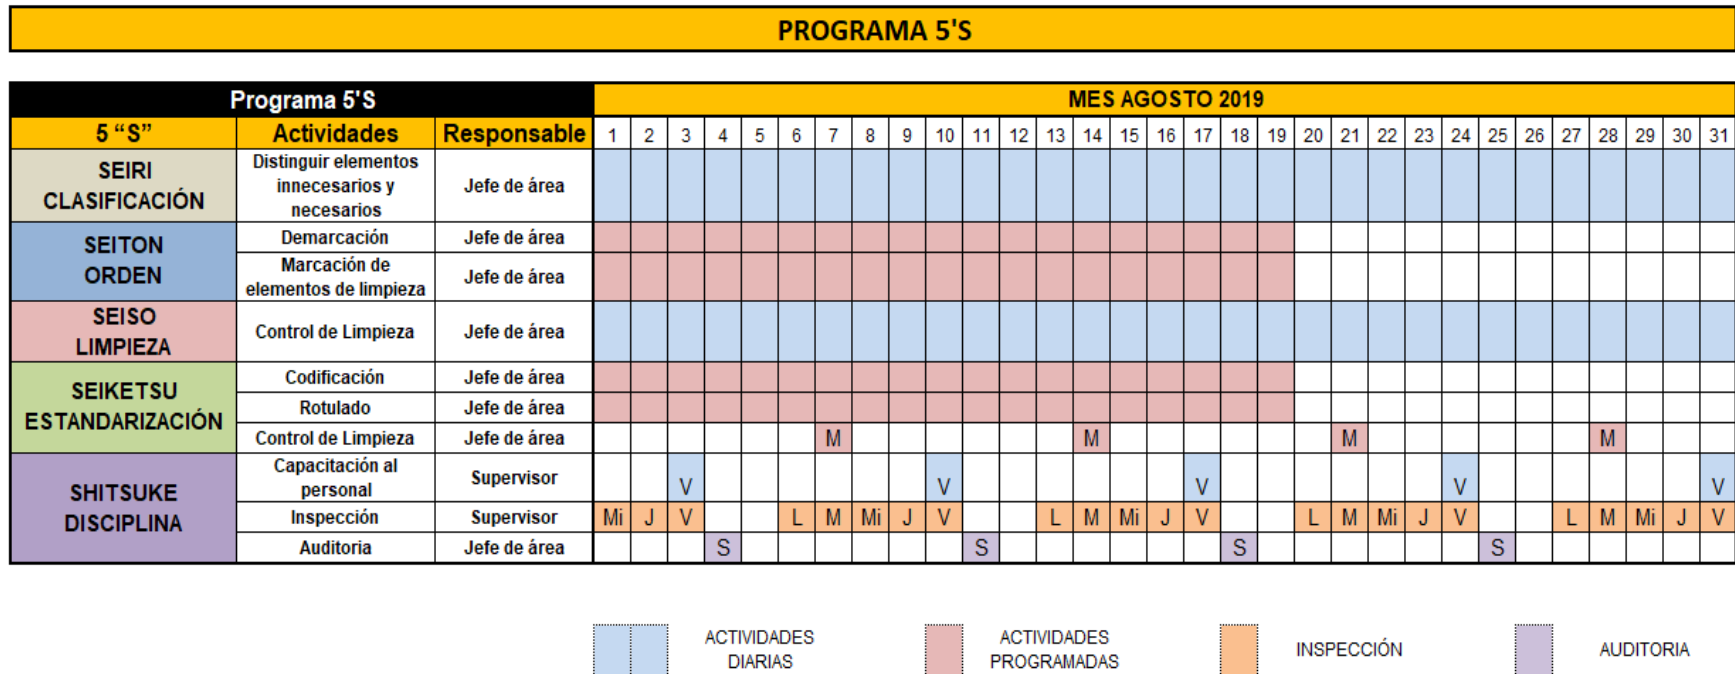 PROGRAMA 5'S
Programa 5'S MES AGOSTO 2019
5 “S” Actividades Responsable 1 2 3 4 5 6 7 8 9 10 11 12 13 14 15 16 17 18 19 20 21 22 23 24 25 26 27 28 29 30 31
SEIRI
CLASIFICACIÓN
Distinguir elementos
innecesarios y
necesarios
Jefe de área
SEITON
ORDEN
Demarcación Jefe de área
Marcación de
elementos de limpieza
Jefe de área
SEISO
LIMPIEZA
Control de Limpieza Jefe de área
SEIKETSU
ESTANDARIZACIÓN
Codificación Jefe de área
Rotulado Jefe de área
Control de Limpieza Jefe de área M M M M
SHITSUKE
DISCIPLINA
Capacitación al
personal
Supervisor V V V V V
Inspección Supervisor Mi J V L M Mi J V L M Mi J V L M Mi J V L M Mi J V
Auditoria Jefe de área S S S S
ACTIVIDADES
DIARIAS
ACTIVIDADES
PROGRAMADAS
INSPECCIÓN
AUDITORIA